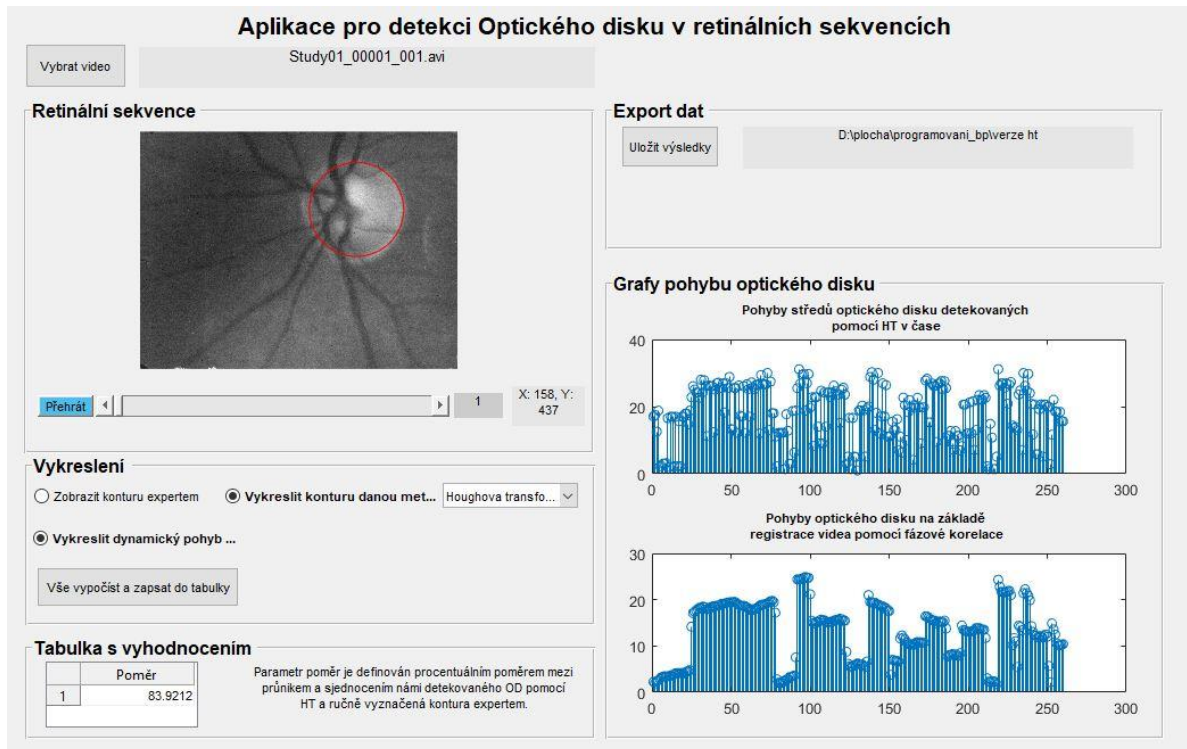 Aplikace pro detekci Optického disku v retinálních sekvencích
Vybrat video
Study01_00001_001.avi
Retinální sekvence
Přehrát
1
X: 158, Y:
437
Vykreslení
Zobrazit konturu expertem
Vykreslit konturu danou met...
Houghova transfo...
Vykreslit dynamický pohyb ...
Vše vypočíst a zapsat do tabulky
Tabulka s vyhodnocením
Poměr
1 83.9212
Parametr poměr je definován procentuálním poměrem mezi
průnikem a sjednocením námi detekovaného OD pomocí
HT a ručně vyznačená kontura expertem.
Export dat
Uložit výsledky
D:\plocha\programovani_bp\verze ht
Grafy pohybu optického disku
Pohyby středů optického disku detekovaných
pomocí HT v čase
40
20
0
0 50 100 150 200 250 300
Pohyby optického disku na základě
registrace videa pomocí fázové korelace
30
20
10
0
0 50 100 150 200 250 300